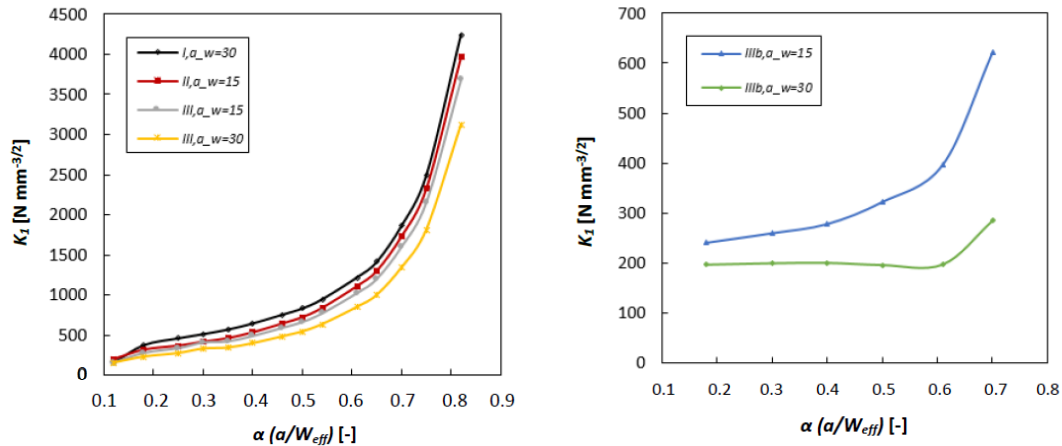 4500
4000
3500
3000
2500
2000
1500
1000
500
0
K₁ [N mm⁻³/²]
I,a_w=30
II,a_w=15
III,a_w=15
III,a_w=30
0.1 0.2 0.3 0.4 0.5 0.6 0.7 0.8 0.9
α (a/W_eff) [-]
700
600
500
400
300
200
100
0
K₁ [N mm⁻³/²]
IIIb,a_w=15
IIIb,a_w=30
0.1 0.2 0.3 0.4 0.5 0.6 0.7 0.8
α (a/W_eff) [-]